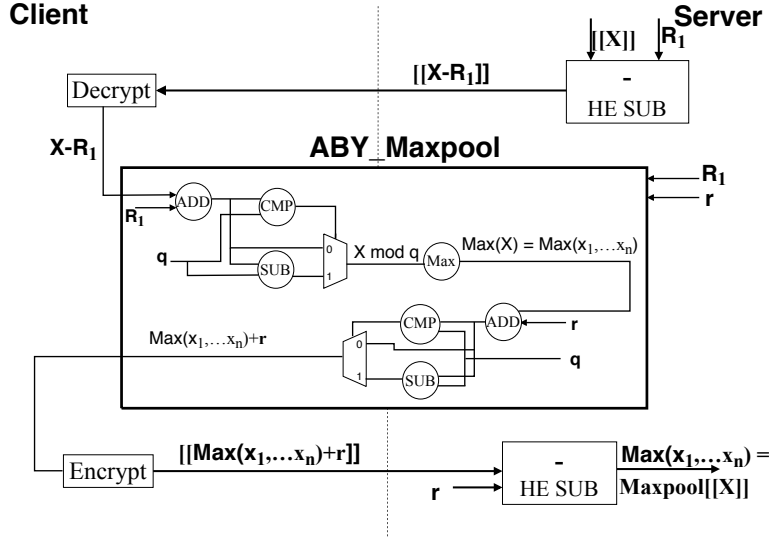 Client
Server
[[X]] R1
[[X-R1]]
-
HE SUB
Decrypt
X-R1
ABY_Maxpool
R1
r
ADD
R1
CMP
q
SUB
0
1
X mod q
Max
Max(X) = Max(x1,...xn)
CMP
ADD
r
Max(x1,...xn)+r
0
1
q
SUB
Encrypt
[[Max(x1,...xn)+r]]
-
HE SUB
r
Max(x1,...xn) =
Maxpool[[X]]